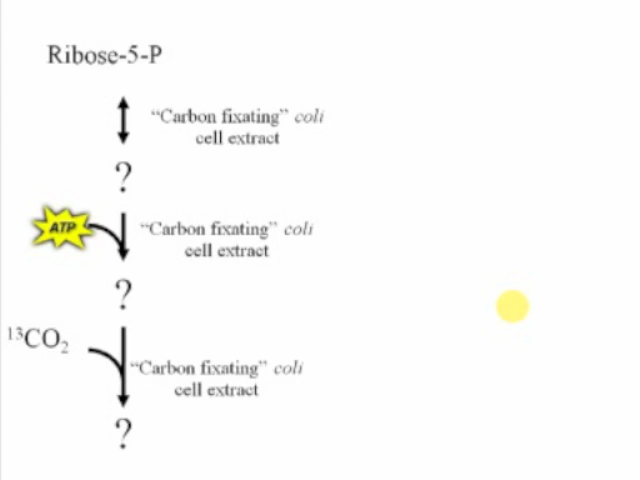 Ribose-5-P
“Carbon fixating” coli
cell extract
?
ATP
“Carbon fixating” coli
cell extract
?
¹³CO₂
“Carbon fixating” coli
cell extract
?